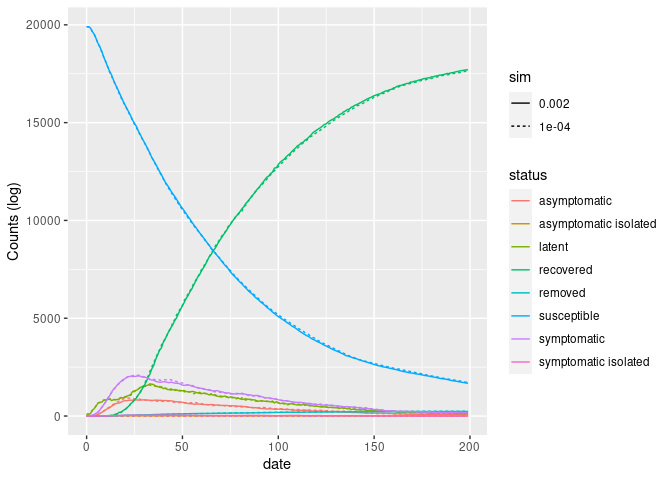 20000
15000
10000
5000
0
Counts (log)
0 50 100 150 200
date
sim
0.002
1e-04
status
asymptomatic
asymptomatic isolated
latent
recovered
removed
susceptible
symptomatic
symptomatic isolated